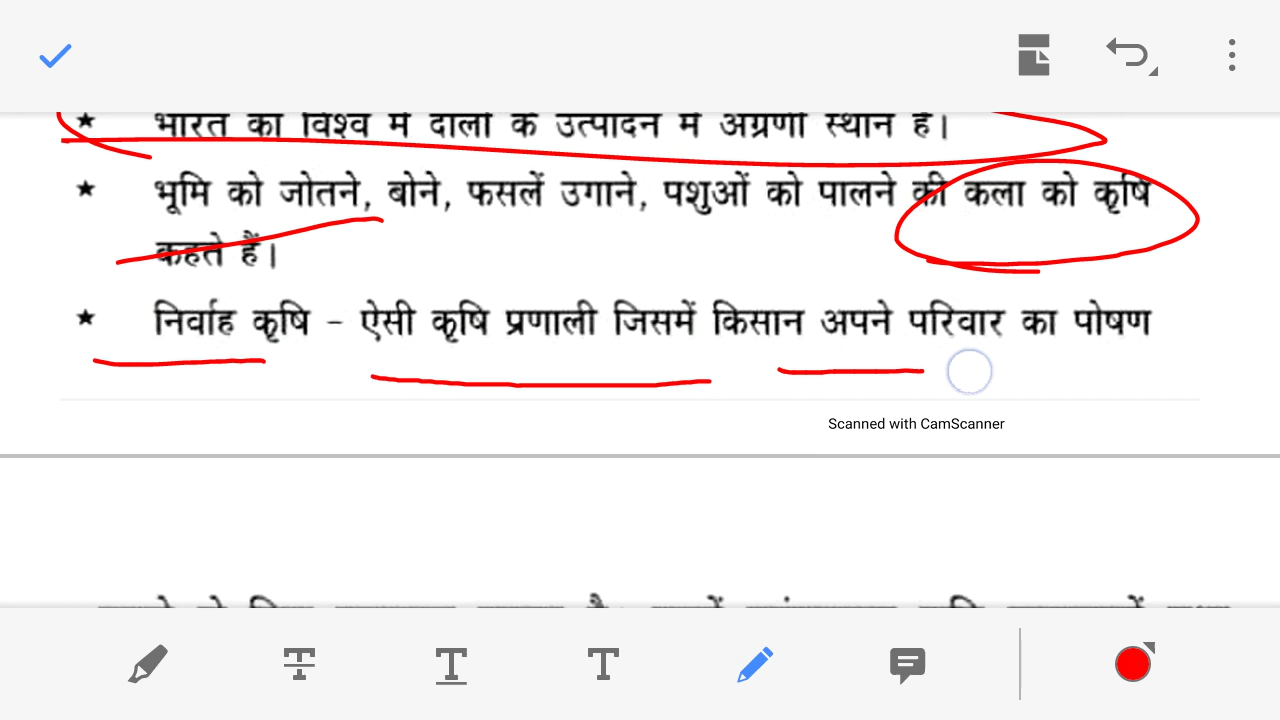 ★ भारत का विश्व में दालों के उत्पादन में अग्रणी स्थान है।
★ भूमि को जोतने, बोने, फसलें उगाने, पशुओं को पालने की कला को कृषि
कहते हैं।
★ निर्वाह कृषि - ऐसी कृषि प्रणाली जिसमें किसान अपने परिवार का पोषण
Scanned with CamScanner